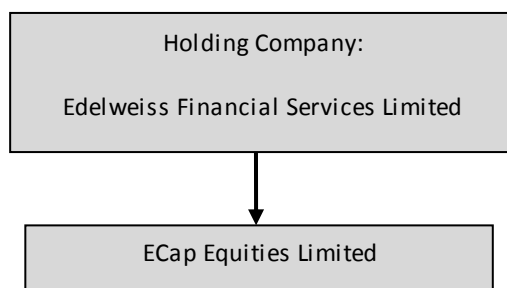 Holding Company:
Edelweiss Financial Services Limited
ECap Equities Limited